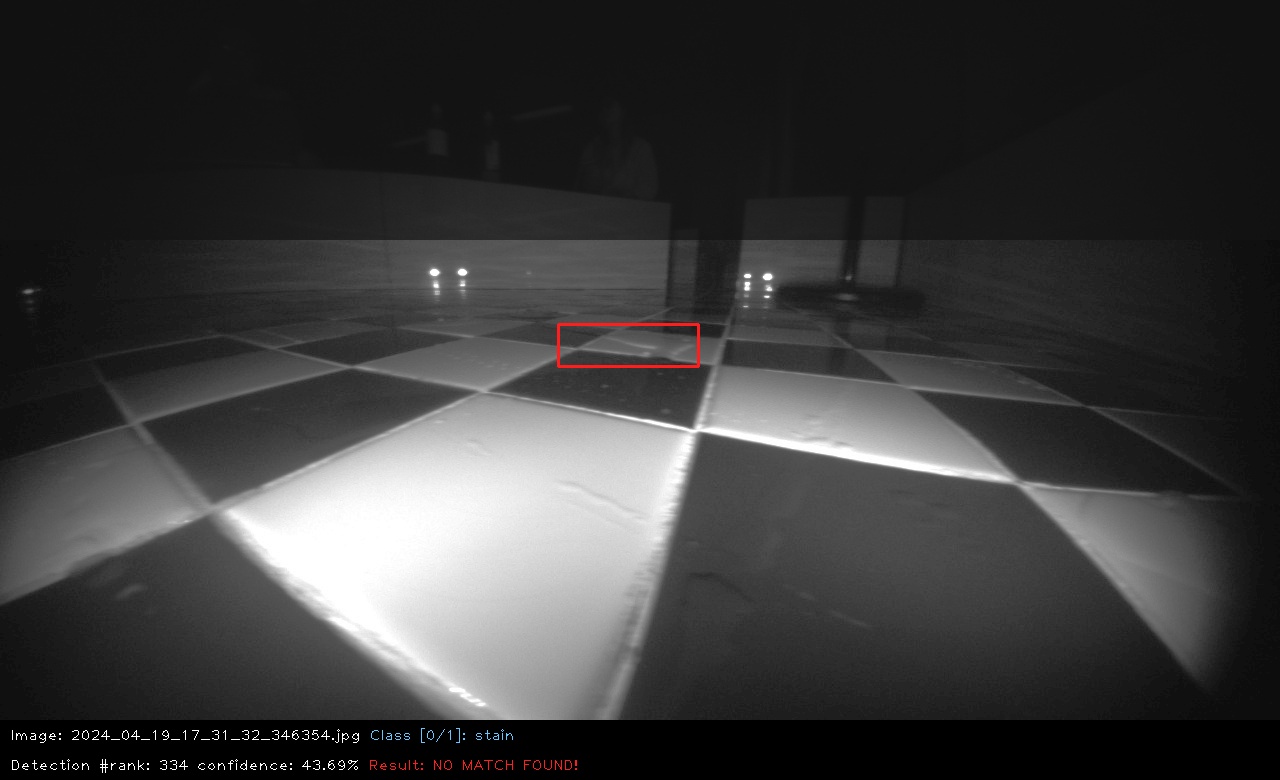 Image: 2024_04_19_17_31_32_346354.jpg Class [0/1]: stain
Detection #rank: 334 confidence: 43.69% Result: NO MATCH FOUND!